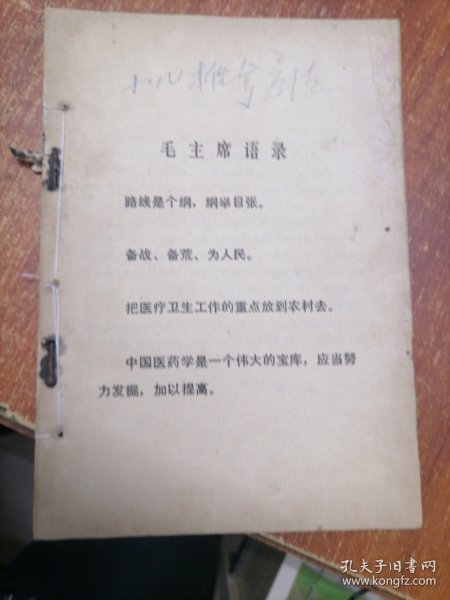 小儿推拿疗法
毛主席语录
路线是个纲，纲举目张。
备战、备荒、为人民。
把医疗卫生工作的重点放到农村去。
中国医药学是一个伟大的宝库，应当努
力发掘，加以提高。
孔夫子旧书网
www.kongfz.com